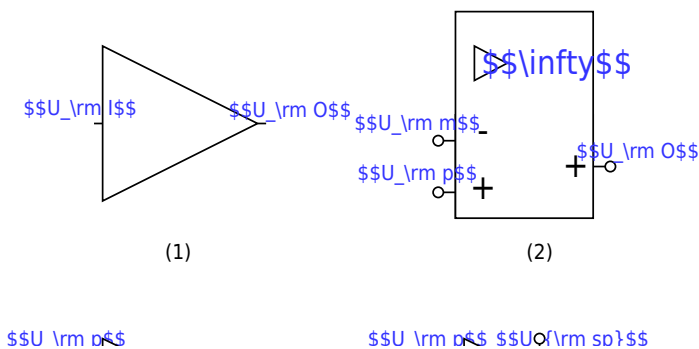 $$\infty$$
$$U_\rm I$$
$$U_\rm O$$
$$U_\rm m$$
-
$$U_\rm O$$
$$U_\rm p$$
+
+
(1)
(2)
$$U_\rm p$$
$$U_\rm p$$
$$U_{\rm sp}$$